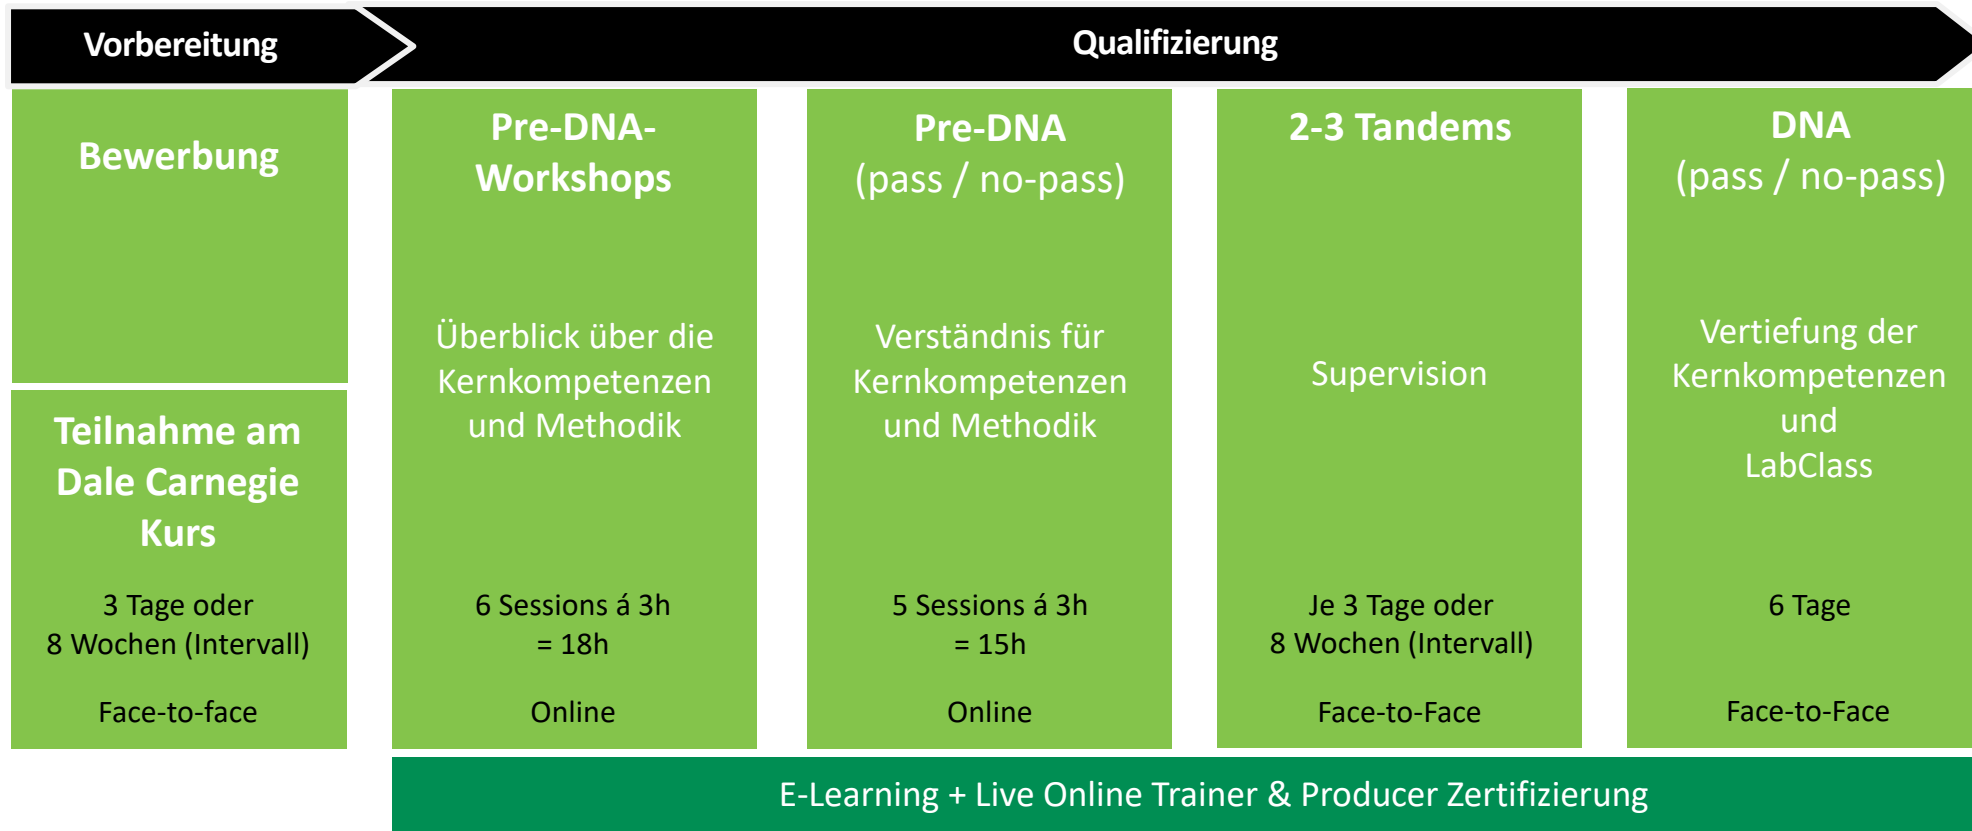 Vorbereitung
Qualifizierung
Bewerbung
Teilnahme am
Dale Carnegie
Kurs
3 Tage oder
8 Wochen (Intervall)
Face-to-face
Pre-DNA-
Workshops
Überblick über die
Kernkompetenzen
und Methodik
6 Sessions á 3h
= 18h
Online
Pre-DNA
(pass / no-pass)
Verständnis für
Kernkompetenzen
und Methodik
5 Sessions á 3h
= 15h
Online
2-3 Tandems
Supervision
Je 3 Tage oder
8 Wochen (Intervall)
Face-to-Face
DNA
(pass / no-pass)
Vertiefung der
Kernkompetenzen
und
LabClass
6 Tage
Face-to-Face
E-Learning + Live Online Trainer & Producer Zertifizierung